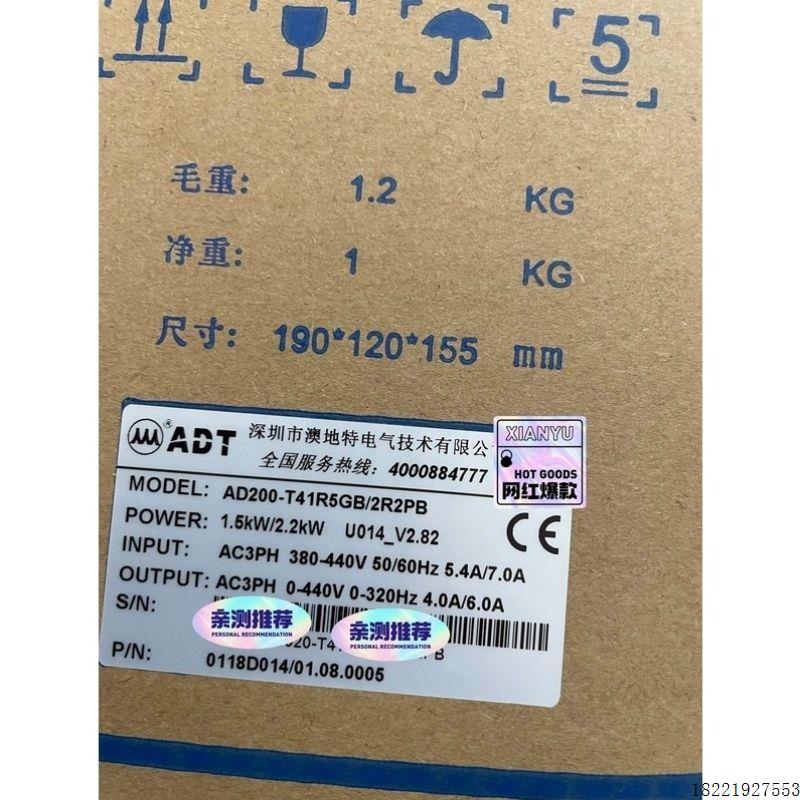 5
毛重: 1.2 KG
净重: 1 KG
尺寸: 190*120*155 mm
ADT® 深圳市澳地特电气技术有限公
全国服务热线: 4000884777
XIANYU
HOT GOODS
网红爆款
MODEL: AD200-T41R5GB/2R2PB
POWER: 1.5kW/2.2kW U014_V2.82
CE
INPUT: AC3PH 380-440V 50/60Hz 5.4A/7.0A
OUTPUT: AC3PH 0-440V 0-320Hz 4.0A/6.0A
S/N:
亲测推荐
PERSONAL RECOMMENDATION
亲测推荐
PERSONAL RECOMMENDATION
P/N: 0118D014/01.08.0005
18221927553